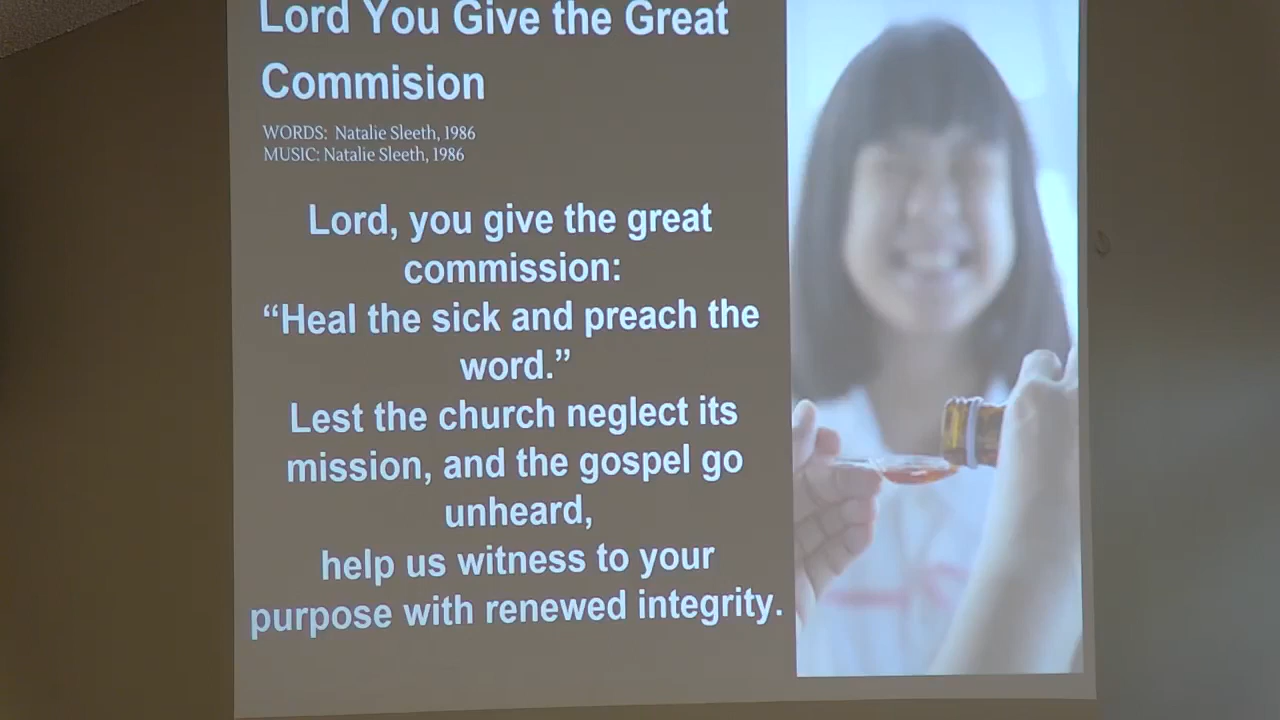 Lord You Give the Great
Commision
WORDS: Natalie Sleeth, 1986
MUSIC: Natalie Sleeth, 1986
Lord, you give the great
commission:
“Heal the sick and preach the
word.”
Lest the church neglect its
mission, and the gospel go
unheard,
help us witness to your
purpose with renewed integrity.